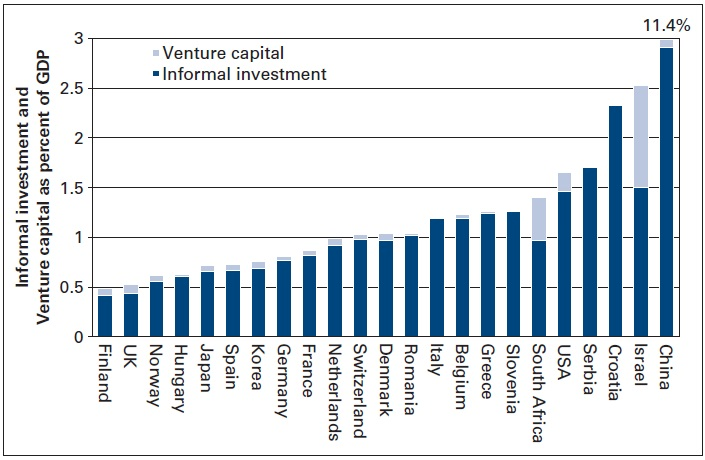 11.4%
Venture capital
Informal investment
Informal investment and
Venture capital as percent of GDP
3
2.5
2
1.5
1
0.5
0
Finland
UK
Norway
Hungary
Japan
Spain
Korea
Germany
France
Netherlands
Switzerland
Denmark
Romania
Italy
Belgium
Greece
Slovenia
South Africa
USA
Serbia
Croatia
Israel
China